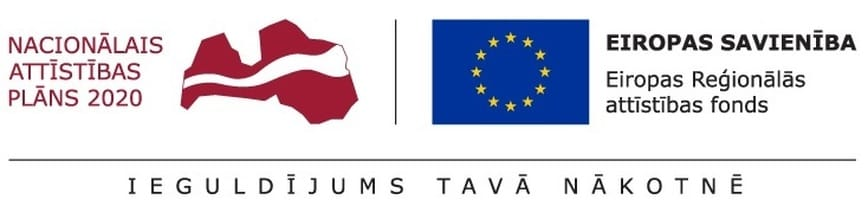 NACIONĀLAIS
ATTĪSTĪBAS
PLĀNS 2020
EIROPAS SAVIENĪBA
Eiropas Reģionālās
attīstības fonds
IEGULDĪJUMS TAVĀ NĀKOTNĒ